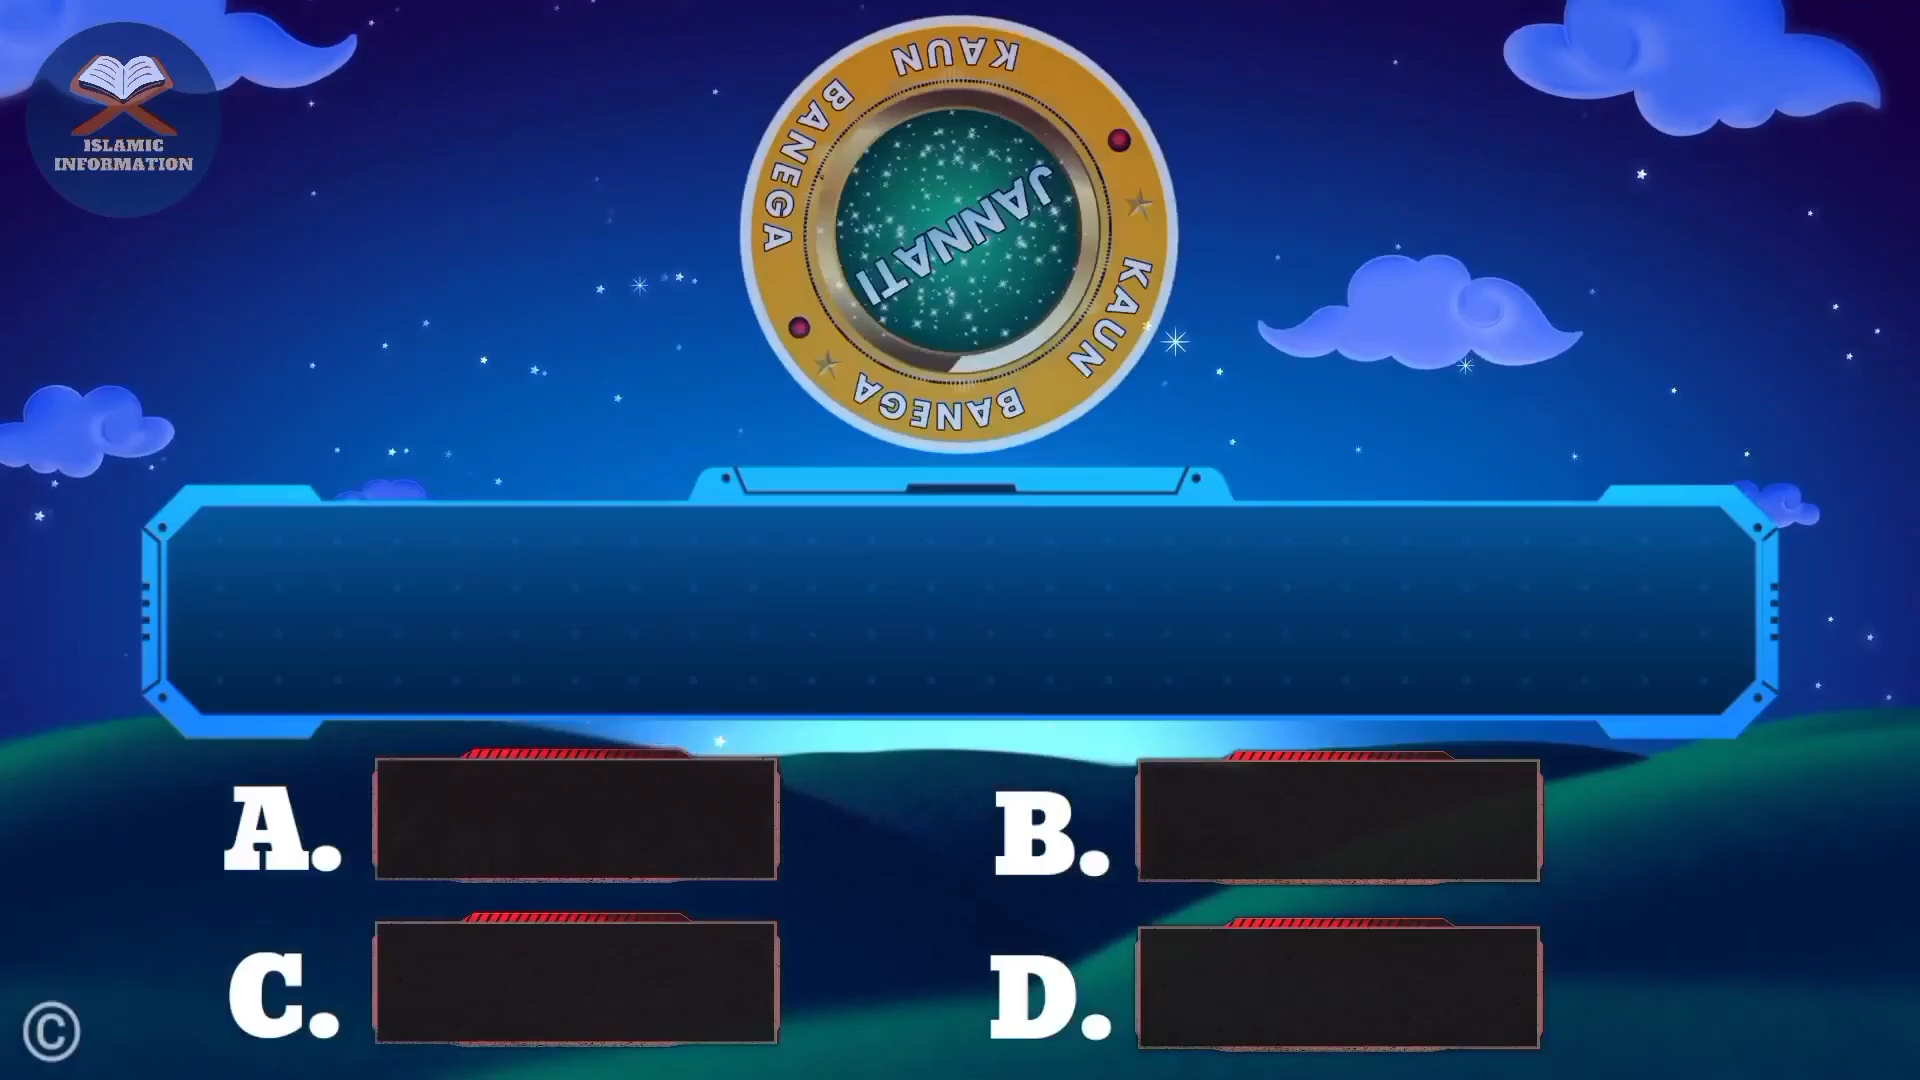 ISLAMIC
INFORMATION
KAUN BANEGA
JANNATI
KAUN BANEGA
A.
B.
C.
D.
©